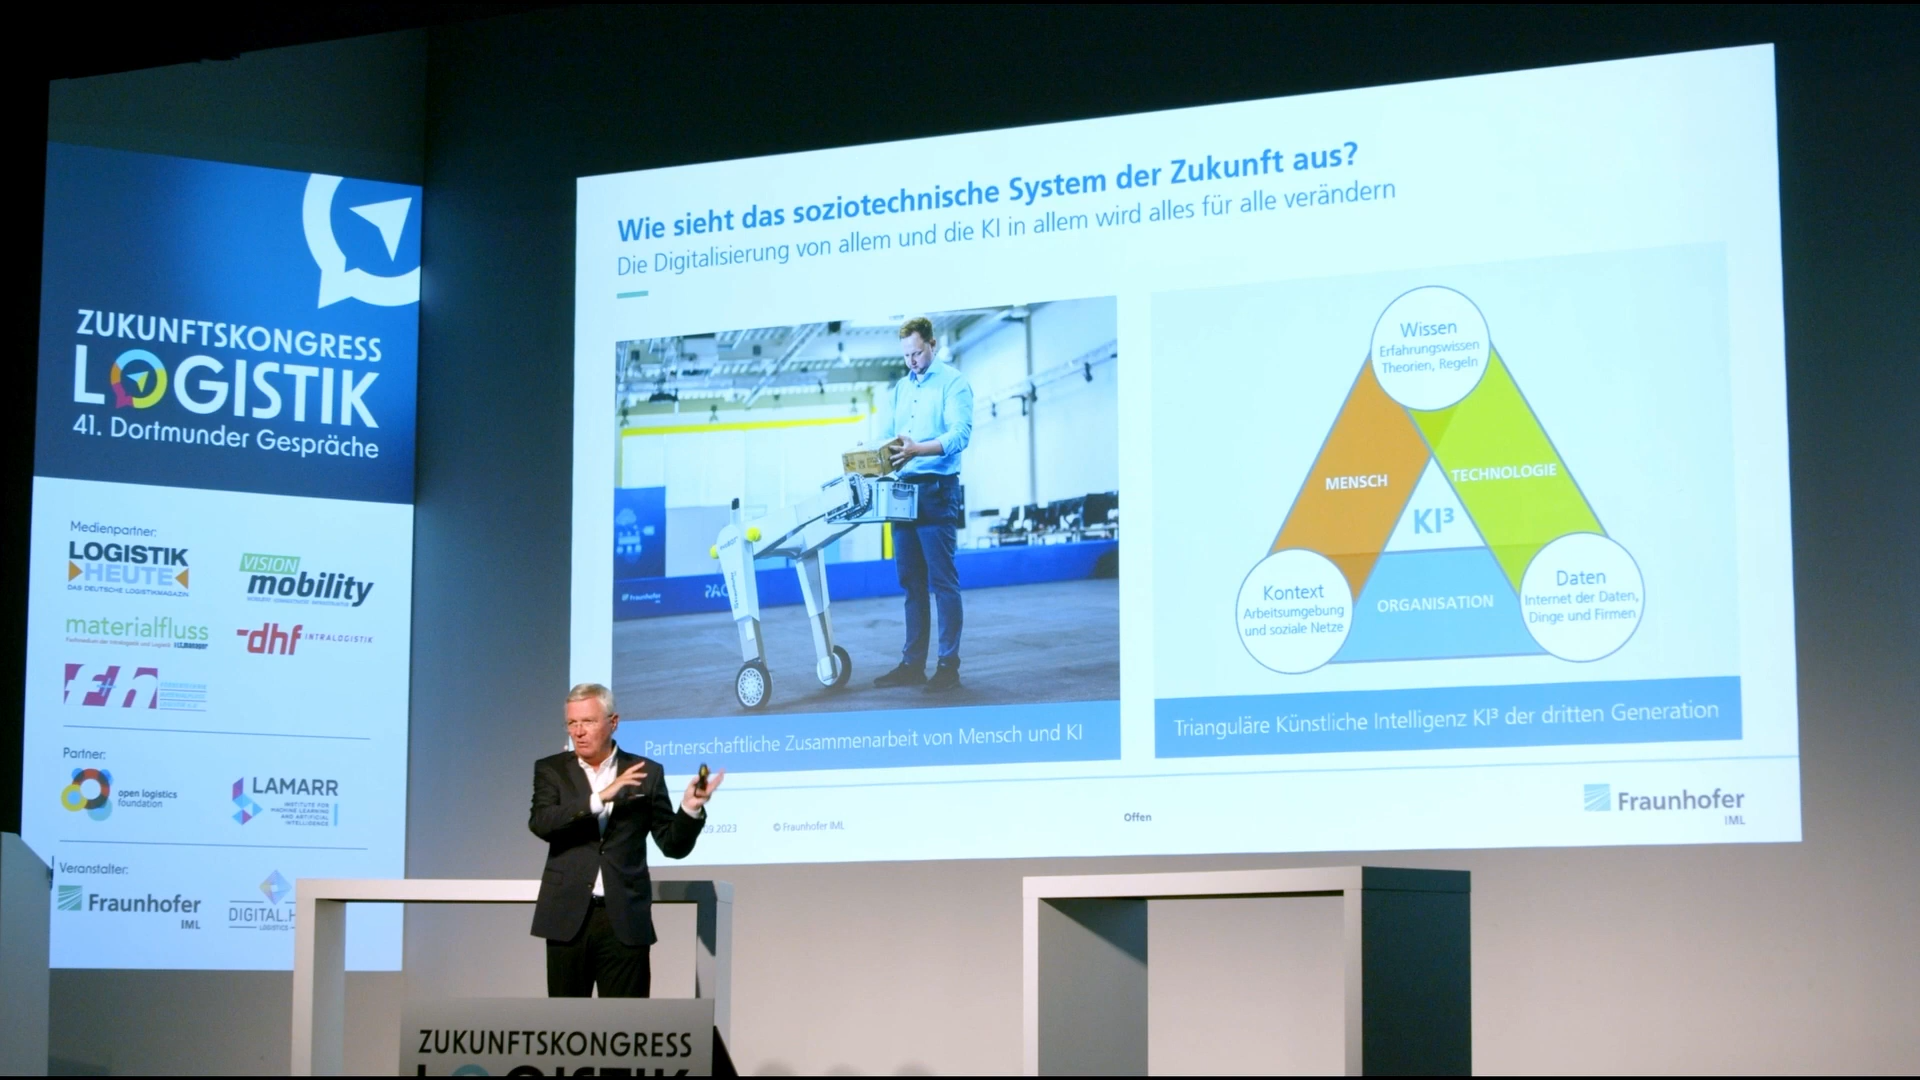 ZUKUNFTSKONGRESS
LOGISTIK
41. Dortmunder Gespräche
Medienpartner:
LOGISTIK
HEUTE
DAS DEUTSCHE LOGISTIKMAGAZIN
VISION
mobility
materialfluss
dhf INTRALOGISTIK
f+h
Partner:
open logistics
foundation
LAMARR
INSTITUTE FOR
MACHINE LEARNING
AND ARTIFICIAL
INTELLIGENCE
Veranstalter:
Fraunhofer
IML
DIGITAL.H
LOGISTICS
Wie sieht das soziotechnische System der Zukunft aus?
Die Digitalisierung von allem und die KI in allem wird alles für alle verändern
Fraunhofer
PAC
Partnerschaftliche Zusammenarbeit von Mensch und KI
Wissen
Erfahrungswissen
Theorien, Regeln
MENSCH
TECHNOLOGIE
KI³
ORGANISATION
Kontext
Arbeitsumgebung
und soziale Netze
Daten
Internet der Daten,
Dinge und Firmen
Trianguläre Künstliche Intelligenz KI³ der dritten Generation
09.2023
© Fraunhofer IML
Offen
Fraunhofer
IML
ZUKUNFTSKONGRESS
LOGISTIK